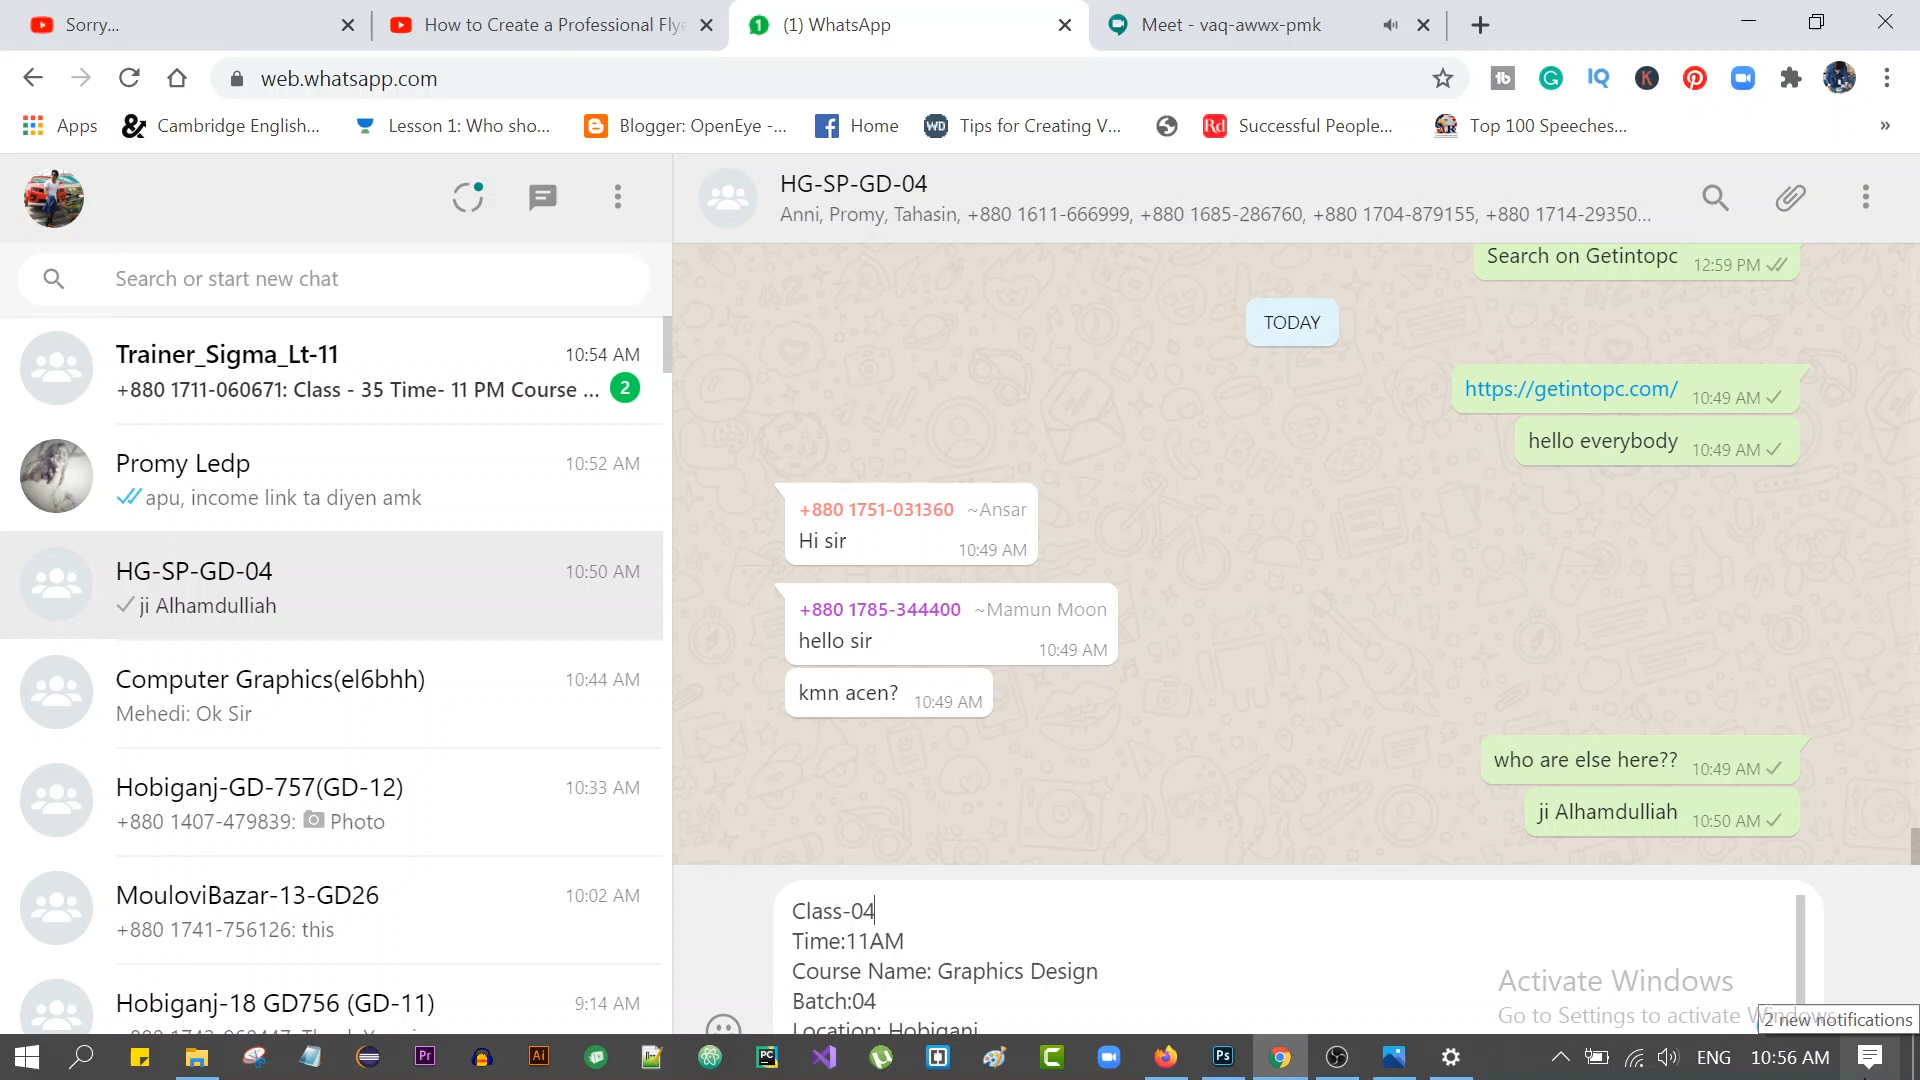 Sorry...
How to Create a Professional Flye
1 (1) WhatsApp
Meet - vaq-awwx-pmk
web.whatsapp.com
Apps
Cambridge English...
Lesson 1: Who sho...
Blogger: OpenEye -...
Home
Tips for Creating V...
Successful People...
Top 100 Speeches...
»
HG-SP-GD-04
Anni, Promy, Tahasin, +880 1611-666999, +880 1685-286760, +880 1704-879155, +880 1714-29350...
Search or start new chat
Trainer_Sigma_Lt-11 10:54 AM
+880 1711-060671: Class - 35 Time- 11 PM Course ... 2
Promy Ledp 10:52 AM
apu, income link ta diyen amk
HG-SP-GD-04 10:50 AM
ji Alhamdulliah
Computer Graphics(el6bhh) 10:44 AM
Mehedi: Ok Sir
Hobiganj-GD-757(GD-12) 10:33 AM
+880 1407-479839: Photo
MouloviBazar-13-GD26 10:02 AM
+880 1741-756126: this
Hobiganj-18 GD756 (GD-11) 9:14 AM
Search on Getintopc 12:59 PM
TODAY
https://getintopc.com/ 10:49 AM
hello everybody 10:49 AM
+880 1751-031360 ~Ansar
Hi sir 10:49 AM
+880 1785-344400 ~Mamun Moon
hello sir 10:49 AM
kmn acen? 10:49 AM
who are else here?? 10:49 AM
ji Alhamdulliah 10:50 AM
Class-04
Time:11AM
Course Name: Graphics Design
Batch:04
Location: Hobiganj
Activate Windows
Go to Settings to activate
2 new notifications
ENG 10:56 AM